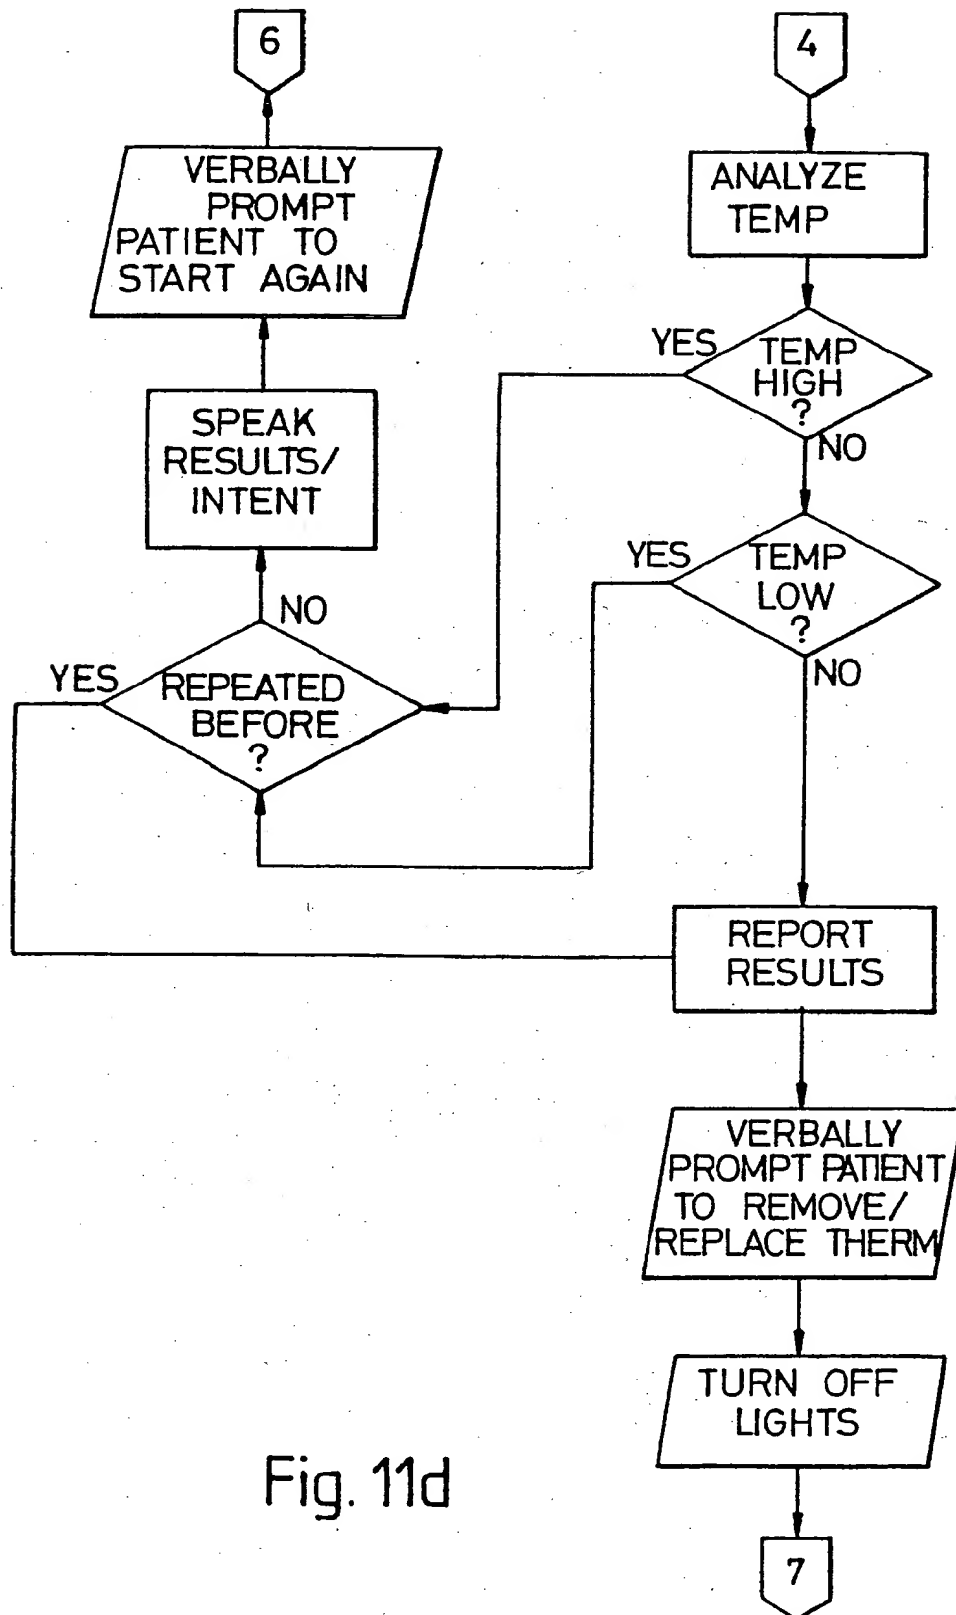 6
VERBALLY
PROMPT
PATIENT TO
START AGAIN
SPEAK
RESULTS/
INTENT
NO
YES
REPEATED
BEFORE
?
4
ANALYZE
TEMP
YES
TEMP
HIGH
?
NO
YES
TEMP
LOW
?
NO
REPORT
RESULTS
VERBALLY
PROMPT PATIENT
TO REMOVE/
REPLACE THERM
TURN OFF
LIGHTS
7
Fig. 11d